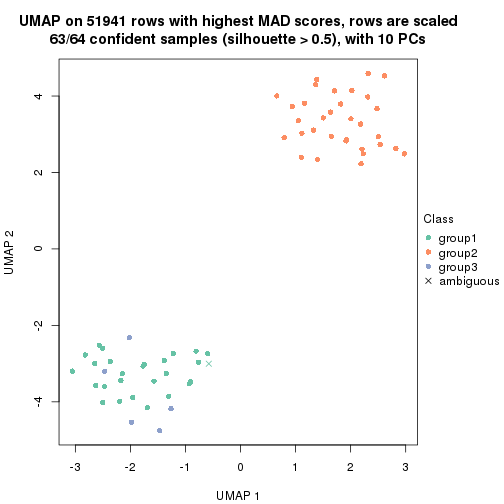 UMAP on 51941 rows with highest MAD scores, rows are scaled
63/64 confident samples (silhouette > 0.5), with 10 PCs
4
2
0
-2
-4
UMAP 2
-3
-2
-1
0
1
2
3
UMAP 1
Class
group1
group2
group3
ambiguous